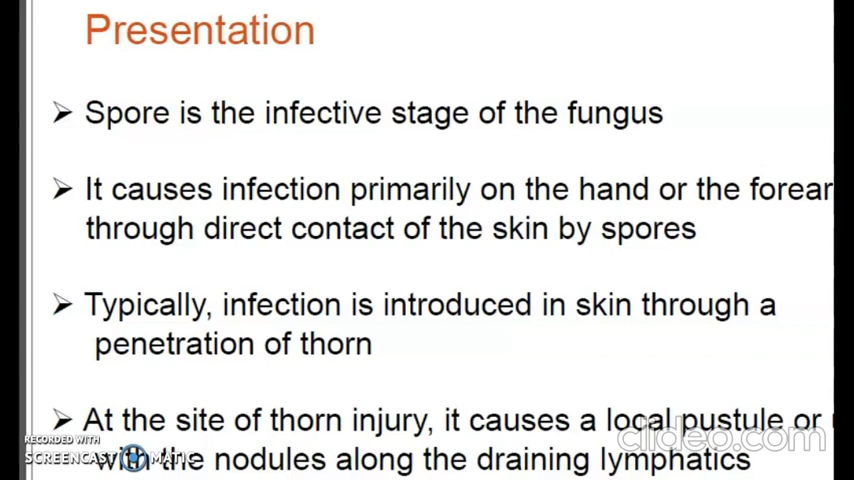 Presentation
➢ Spore is the infective stage of the fungus
➢ It causes infection primarily on the hand or the forear
through direct contact of the skin by spores
➢ Typically, infection is introduced in skin through a
penetration of thorn
➢ At the site of thorn injury, it causes a local pustule or
with the nodules along the draining lymphatics
clideo.com
RECORDED WITH
SCREENCAST MATIC